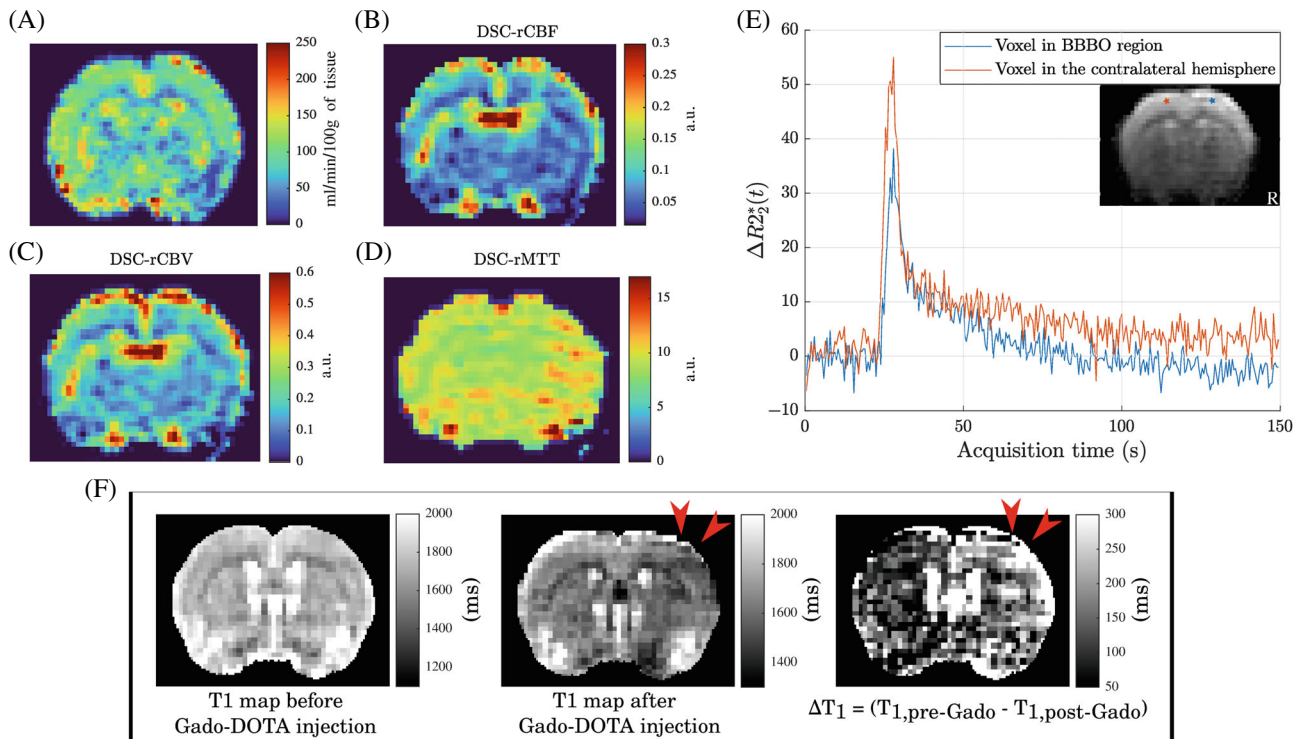 (A)
250
200
150
100
50
0
ml/min/100g of tissue
(B)
DSC-rCBF
0.3
0.25
0.2
0.15
0.1
0.05
a.u.
(C)
DSC-rCBV
0.6
0.5
0.4
0.3
0.2
0.1
0
a.u.
(D)
DSC-rMTT
15
10
5
0
a.u.
(E)
Voxel in BBBO region
Voxel in the contralateral hemisphere
R
60
50
40
30
20
10
0
−10
ΔR2*2(t)
0 50 100 150
Acquisition time (s)
(F)
2000
1800
1600
1400
1200
(ms)
T1 map before
Gado-DOTA injection
2000
1800
1600
1400
(ms)
T1 map after
Gado-DOTA injection
300
250
200
150
100
50
(ms)
ΔT1 = (T1,pre-Gado - T1,post-Gado)